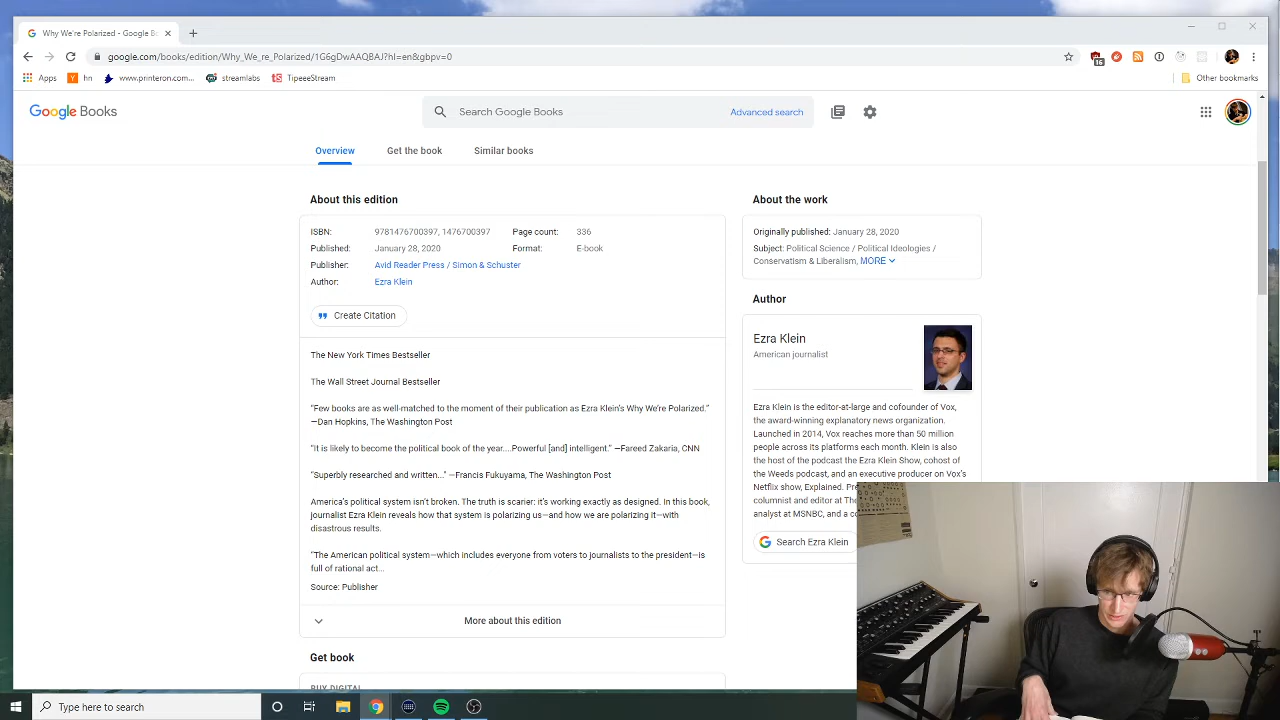 Why We're Polarized - Google B
google.com/books/edition/Why_We_re_Polarized/1G6gDwAAQBAJ?hl=en&gbpv=0
16
Apps hn www.printeron.com... streamlabs TipeeeStream Other bookmarks
Google Books
Search Google Books Advanced search
Overview Get the book Similar books
About this edition
ISBN: 9781476700397, 1476700397 Page count: 336
Published: January 28, 2020 Format: E-book
Publisher: Avid Reader Press / Simon & Schuster
Author: Ezra Klein
Create Citation
The New York Times Bestseller
The Wall Street Journal Bestseller
“Few books are as well-matched to the moment of their publication as Ezra Klein’s Why We’re Polarized.”
—Dan Hopkins, The Washington Post
“It is likely to become the political book of the year....Powerful [and] intelligent.” —Fareed Zakaria, CNN
“Superbly researched and written...” —Francis Fukuyama, The Washington Post
America’s political system isn’t broken. The truth is scarier: it’s working exactly as designed. In this book,
journalist Ezra Klein reveals how that system is polarizing us—and how we are polarizing it—with
disastrous results.
“The American political system—which includes everyone from voters to journalists to the president—is
full of rational act...
Source: Publisher
More about this edition
Get book
BUY DIGITAL
About the work
Originally published: January 28, 2020
Subject: Political Science / Political Ideologies /
Conservatism & Liberalism, MORE
Author
Ezra Klein
American journalist
Ezra Klein is the editor-at-large and cofounder of Vox,
the award-winning explanatory news organization.
Launched in 2014, Vox reaches more than 50 million
people across its platforms each month. Klein is also
the host of the podcast the Ezra Klein Show, cohost of
the Weeds podcast, and an executive producer on Vox’s
Netflix show, Explained. Pre
columnist and editor at The
analyst at MSNBC, and a co
Search Ezra Klein
Type here to search